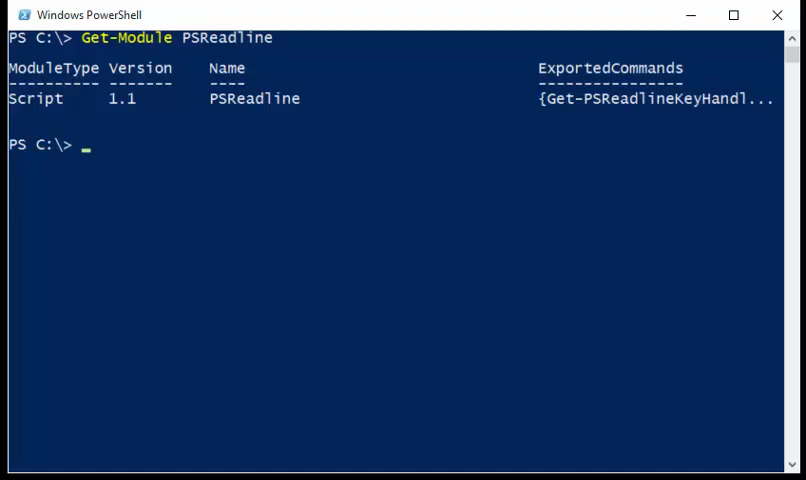 Windows PowerShell
PS C:\> Get-Module PSReadline
ModuleType Version    Name                                ExportedCommands
---------- -------    ----                                ----------------
Script     1.1        PSReadline                          {Get-PSReadlineKeyHandl...
PS C:\> _